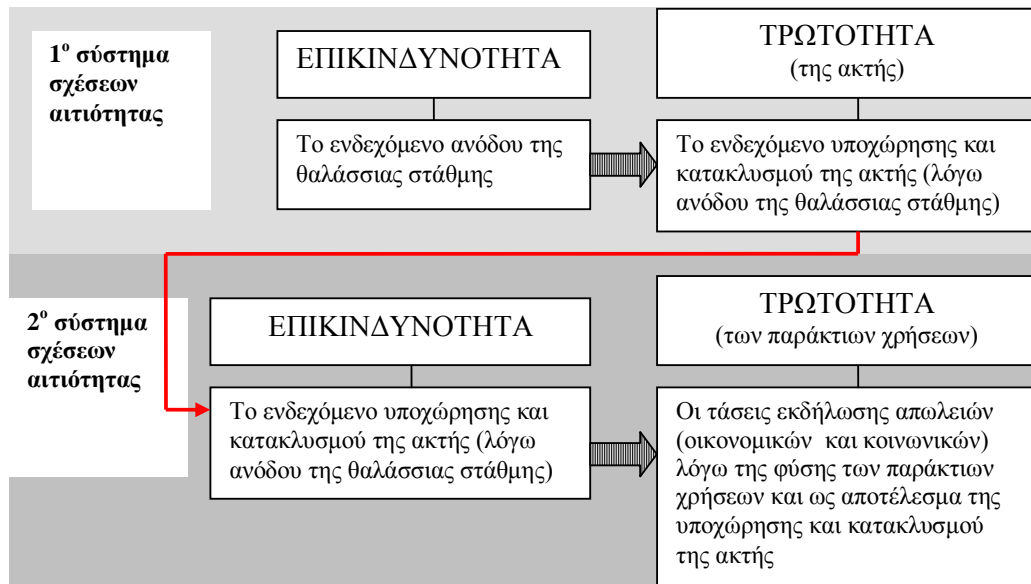 1º σύστημα
σχέσεων
αιτιότητας
ΕΠΙΚΙΝΔΥΝΟΤΗΤΑ
Το ενδεχόμενο ανόδου της
θαλάσσιας στάθμης
ΤΡΩΤΟΤΗΤΑ
(της ακτής)
Το ενδεχόμενο υποχώρησης και
κατακλυσμού της ακτής (λόγω
ανόδου της θαλάσσιας στάθμης)
2º σύστημα
σχέσεων
αιτιότητας
ΕΠΙΚΙΝΔΥΝΟΤΗΤΑ
Το ενδεχόμενο υποχώρησης και
κατακλυσμού της ακτής (λόγω
ανόδου της θαλάσσιας στάθμης)
ΤΡΩΤΟΤΗΤΑ
(των παράκτιων χρήσεων)
Οι τάσεις εκδήλωσης απωλειών
(οικονομικών και κοινωνικών)
λόγω της φύσης των παράκτιων
χρήσεων και ως αποτέλεσμα της
υποχώρησης και κατακλυσμού
της ακτής